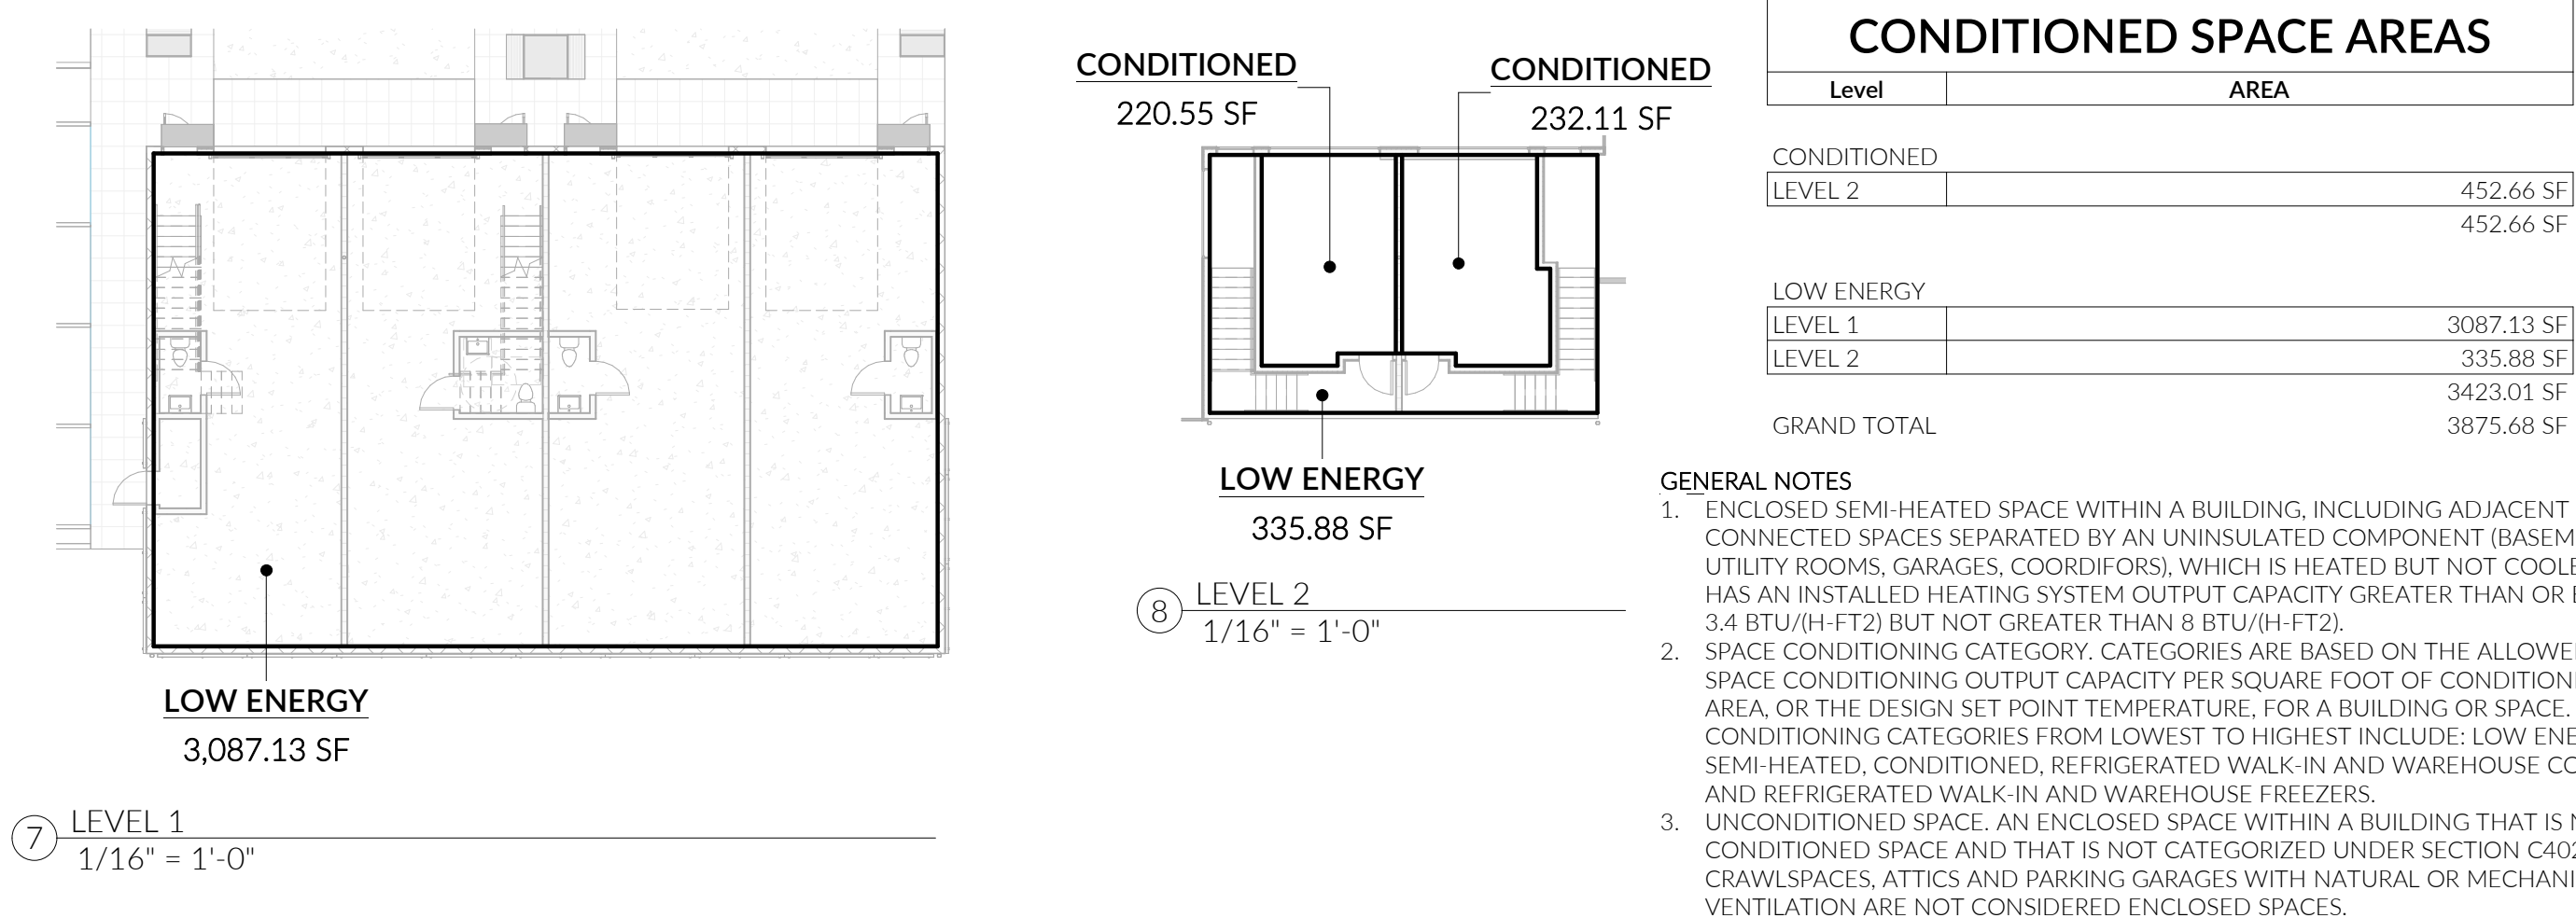 LOW ENERGY
3,087.13 SF
7
LEVEL 1
1/16" = 1'-0"
CONDITIONED
220.55 SF
CONDITIONED
232.11 SF
LOW ENERGY
335.88 SF
8
LEVEL 2
1/16" = 1'-0"
CONDITIONED SPACE AREAS
Level AREA
CONDITIONED
LEVEL 2 452.66 SF
452.66 SF
LOW ENERGY
LEVEL 1 3087.13 SF
LEVEL 2 335.88 SF
3423.01 SF
GRAND TOTAL 3875.68 SF
GENERAL NOTES
1. ENCLOSED SEMI-HEATED SPACE WITHIN A BUILDING, INCLUDING ADJACENT
CONNECTED SPACES SEPARATED BY AN UNINSULATED COMPONENT (BASEM
UTILITY ROOMS, GARAGES, COORDIFORS), WHICH IS HEATED BUT NOT COOLE
HAS AN INSTALLED HEATING SYSTEM OUTPUT CAPACITY GREATER THAN OR
3.4 BTU/(H-FT2) BUT NOT GREATER THAN 8 BTU/(H-FT2).
2. SPACE CONDITIONING CATEGORY. CATEGORIES ARE BASED ON THE ALLOWE
SPACE CONDITIONING OUTPUT CAPACITY PER SQUARE FOOT OF CONDITION
AREA, OR THE DESIGN SET POINT TEMPERATURE, FOR A BUILDING OR SPACE.
CONDITIONING CATEGORIES FROM LOWEST TO HIGHEST INCLUDE: LOW ENE
SEMI-HEATED, CONDITIONED, REFRIGERATED WALK-IN AND WAREHOUSE CO
AND REFRIGERATED WALK-IN AND WAREHOUSE FREEZERS.
3. UNCONDITIONED SPACE. AN ENCLOSED SPACE WITHIN A BUILDING THAT IS
CONDITIONED SPACE AND THAT IS NOT CATEGORIZED UNDER SECTION C402
CRAWLSPACES, ATTICS AND PARKING GARAGES WITH NATURAL OR MECHANI
VENTILATION ARE NOT CONSIDERED ENCLOSED SPACES.